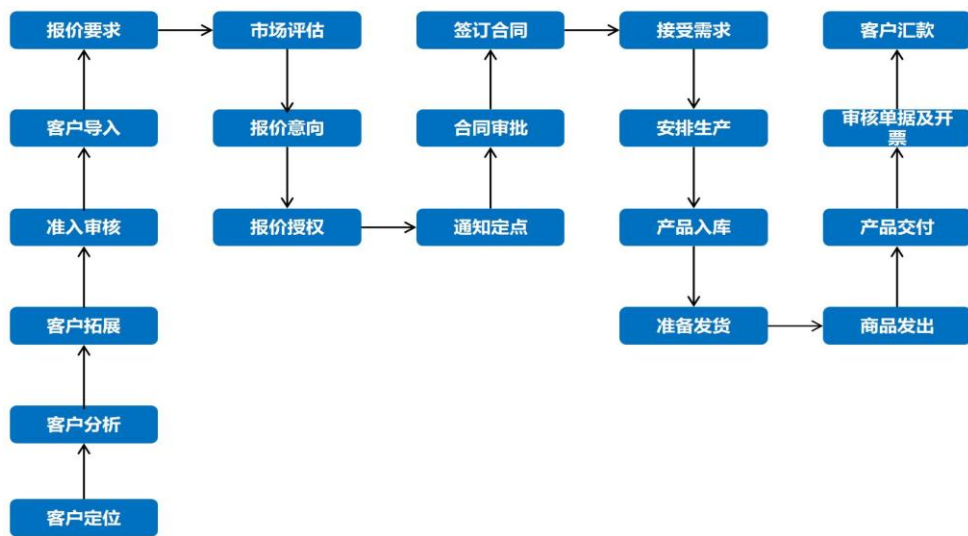 报价要求
市场评估
签订合同
接受需求
客户汇款
客户导入
报价意向
合同审批
安排生产
审核单据及开
票
准入审核
报价授权
通知定点
产品入库
产品交付
客户拓展
准备发货
商品发出
客户分析
客户定位